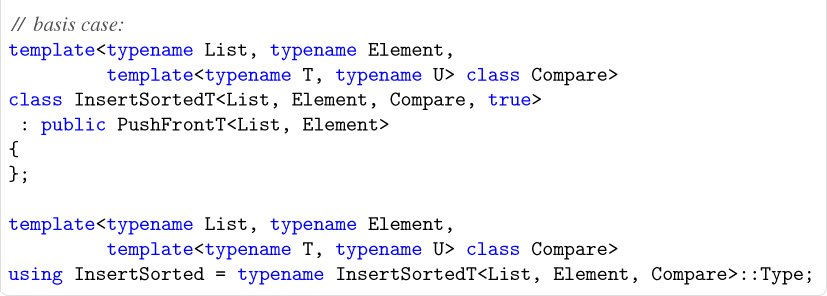 // basis case:
template<typename List, typename Element,
         template<typename T, typename U> class Compare>
class InsertSortedT<List, Element, Compare, true>
 : public PushFrontT<List, Element>
{
};

template<typename List, typename Element,
         template<typename T, typename U> class Compare>
using InsertSorted = typename InsertSortedT<List, Element, Compare>::Type;